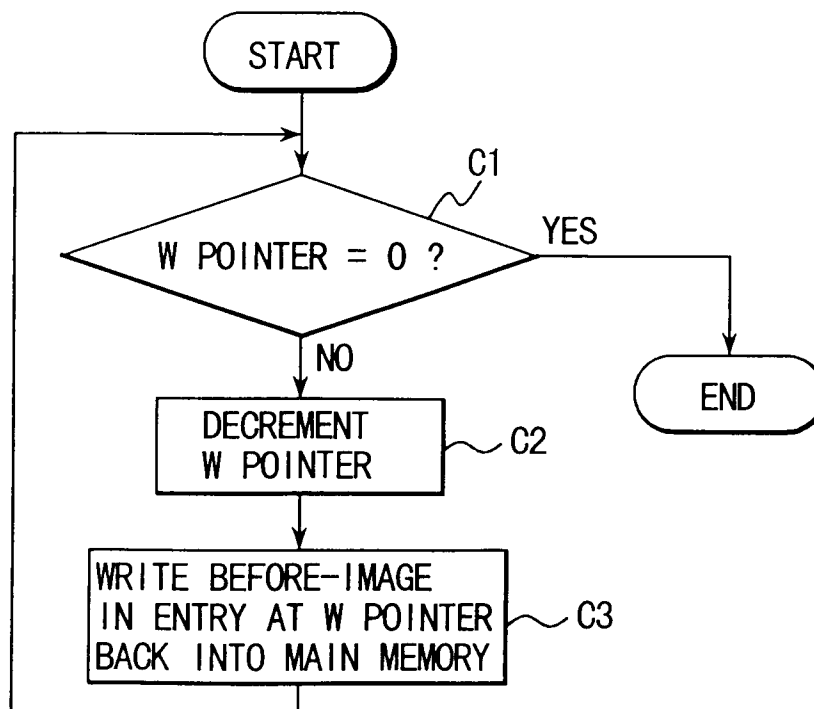 START
C1
W POINTER = 0 ?
YES
NO
END
DECREMENT
W POINTER
C2
WRITE BEFORE-IMAGE
IN ENTRY AT W POINTER
BACK INTO MAIN MEMORY
C3